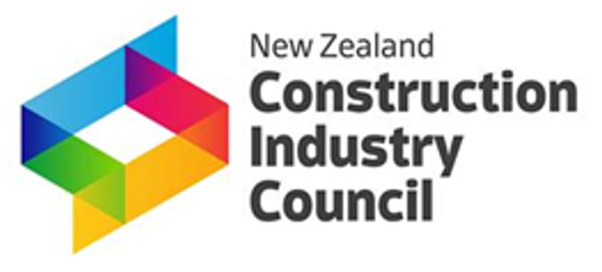 New Zealand
Construction
Industry
Council